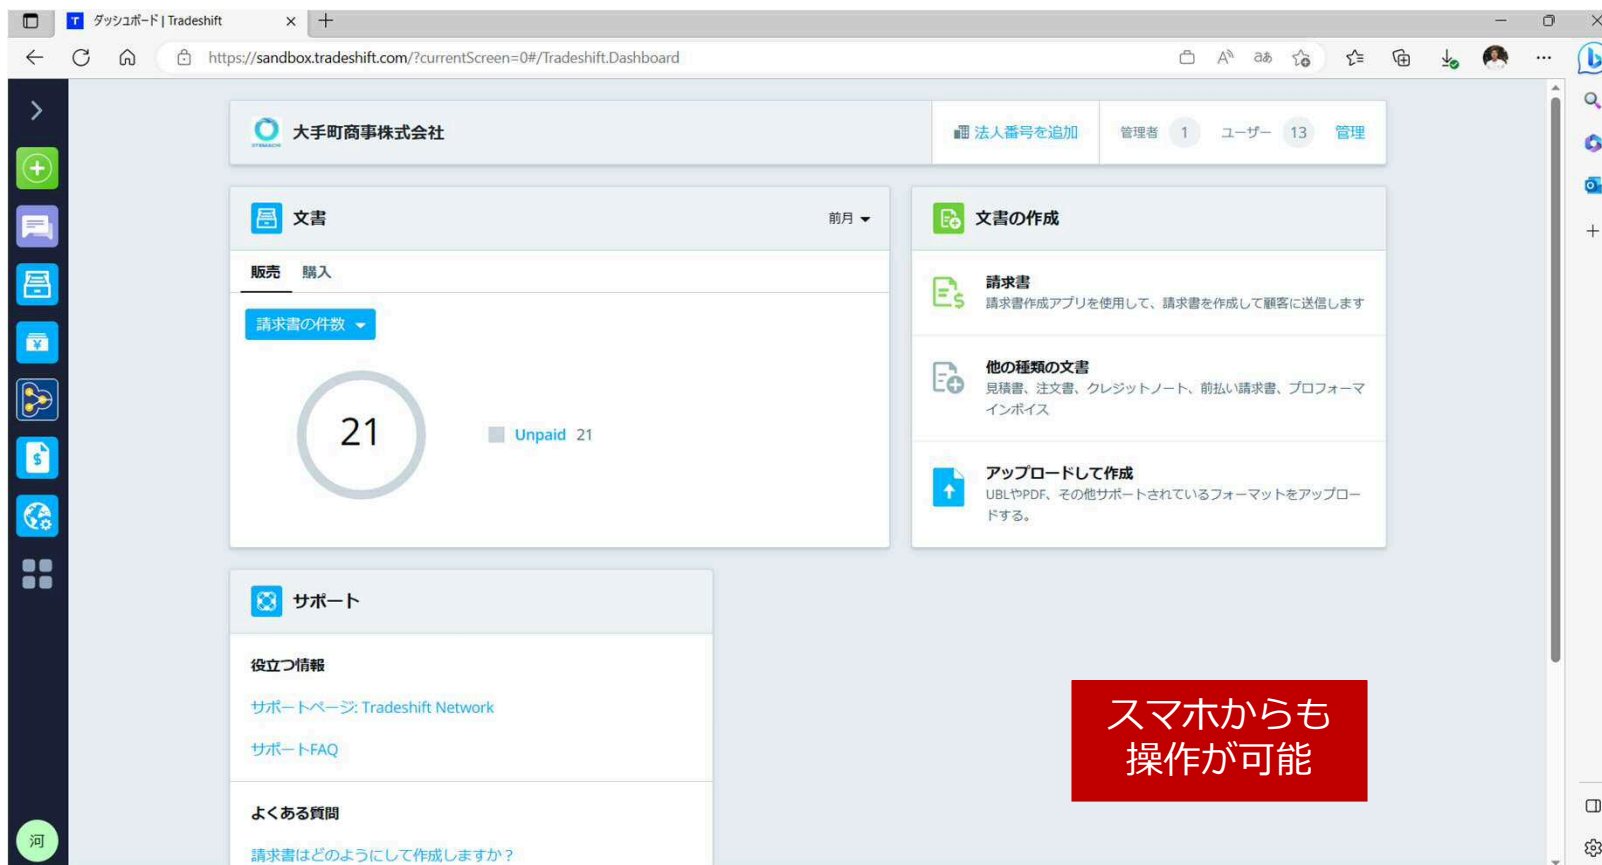 ダッシュボード | Tradeshift
https://sandbox.tradeshift.com/?currentScreen=0#/Tradeshift.Dashboard
大手町商事株式会社
法人番号を追加
管理者 1 ユーザー 13 管理
文書
前月
販売 購入
請求書の件数
21
Unpaid 21
文書の作成
請求書
請求書作成アプリを使用して、請求書を作成して顧客に送信します
他の種類の文書
見積書、注文書、クレジットノート、前払い請求書、プロフォーマ
インボイス
アップロードして作成
UBLやPDF、その他サポートされているフォーマットをアップロー
ドする。
サポート
役立つ情報
サポートページ: Tradeshift Network
サポートFAQ
よくある質問
請求書はどのようにして作成しますか？
スマホからも
操作が可能
河